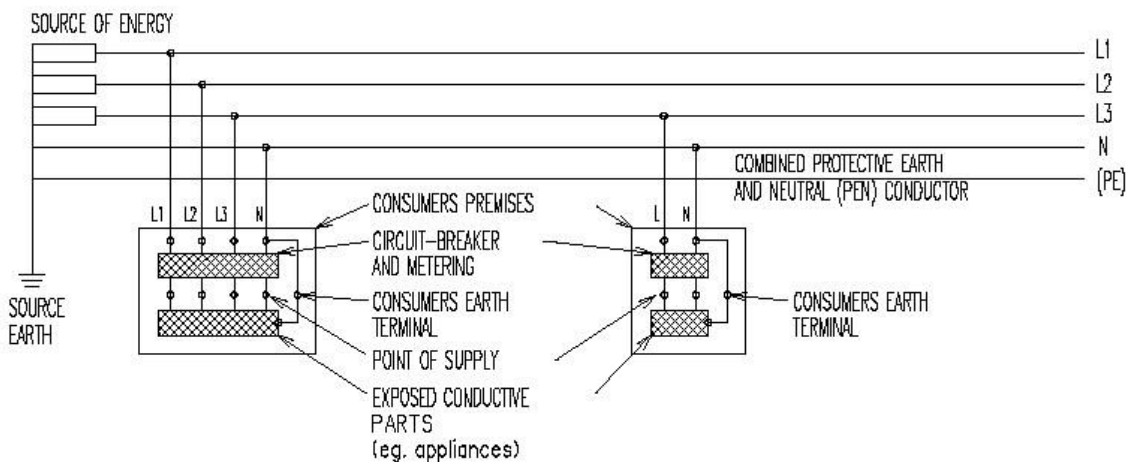 SOURCE OF ENERGY
L1
L2
L3
N
(PE)
COMBINED PROTECTIVE EARTH
AND NEUTRAL (PEN) CONDUCTOR
L1 L2 L3 N
CONSUMERS PREMISES
L N
CIRCUIT-BREAKER
AND METERING
CONSUMERS EARTH
TERMINAL
CONSUMERS EARTH
TERMINAL
POINT OF SUPPLY
EXPOSED CONDUCTIVE
PARTS
(eg. appliances)
SOURCE
EARTH